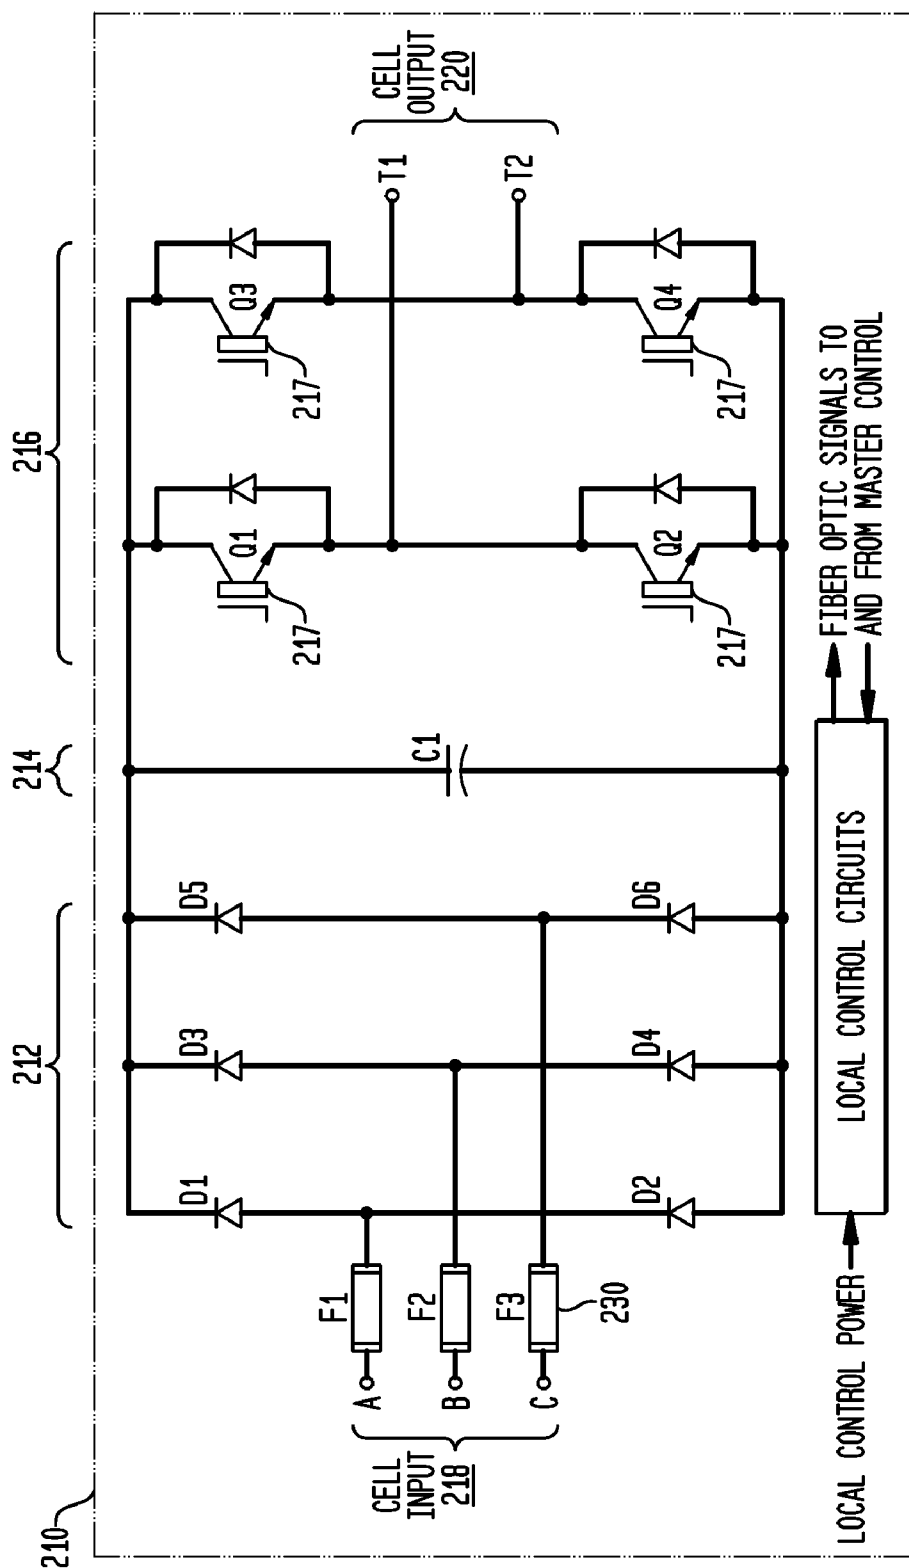 210
212
214
216
CELL
INPUT
218
A
B
C
F1
F2
F3
230
D1
D3
D5
D2
D4
D6
C1
Q1
217
Q3
217
Q2
217
Q4
217
T1
T2
CELL
OUTPUT
220
LOCAL CONTROL POWER
LOCAL CONTROL CIRCUITS
FIBER OPTIC SIGNALS TO
AND FROM MASTER CONTROL